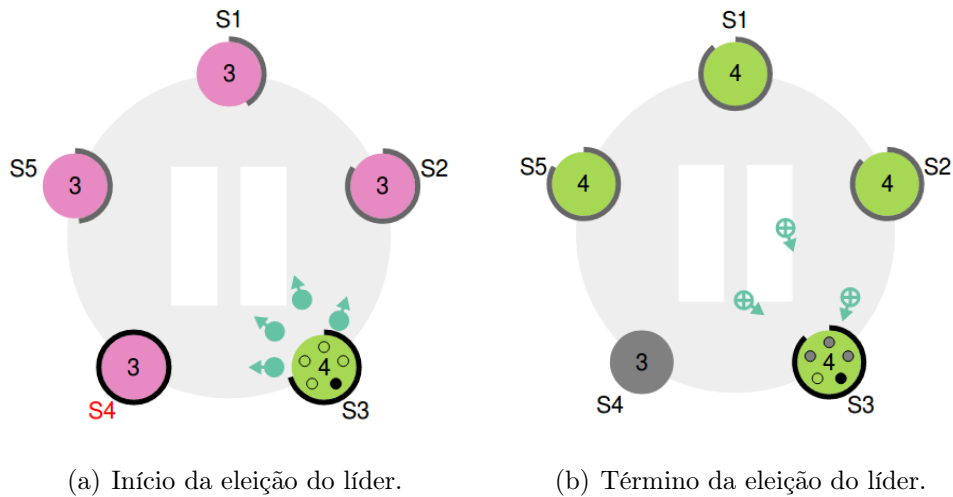 S1
3
S5
3
3
S2
3
S4
4
S3
(a) Início da eleição do líder.
S1
4
S5
4
4
S2
3
S4
4
S3
(b) Término da eleição do líder.